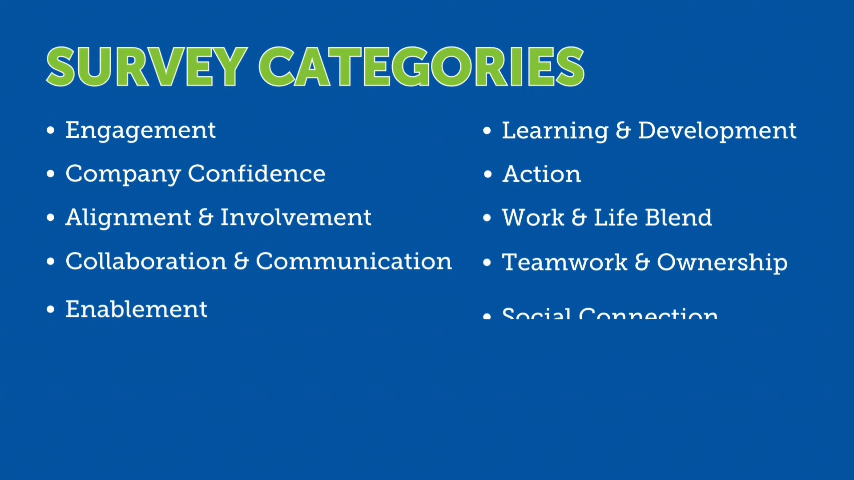 SURVEY CATEGORIES
• Engagement
• Company Confidence
• Alignment & Involvement
• Collaboration & Communication
• Enablement
• Learning & Development
• Action
• Work & Life Blend
• Teamwork & Ownership
• Social Connection